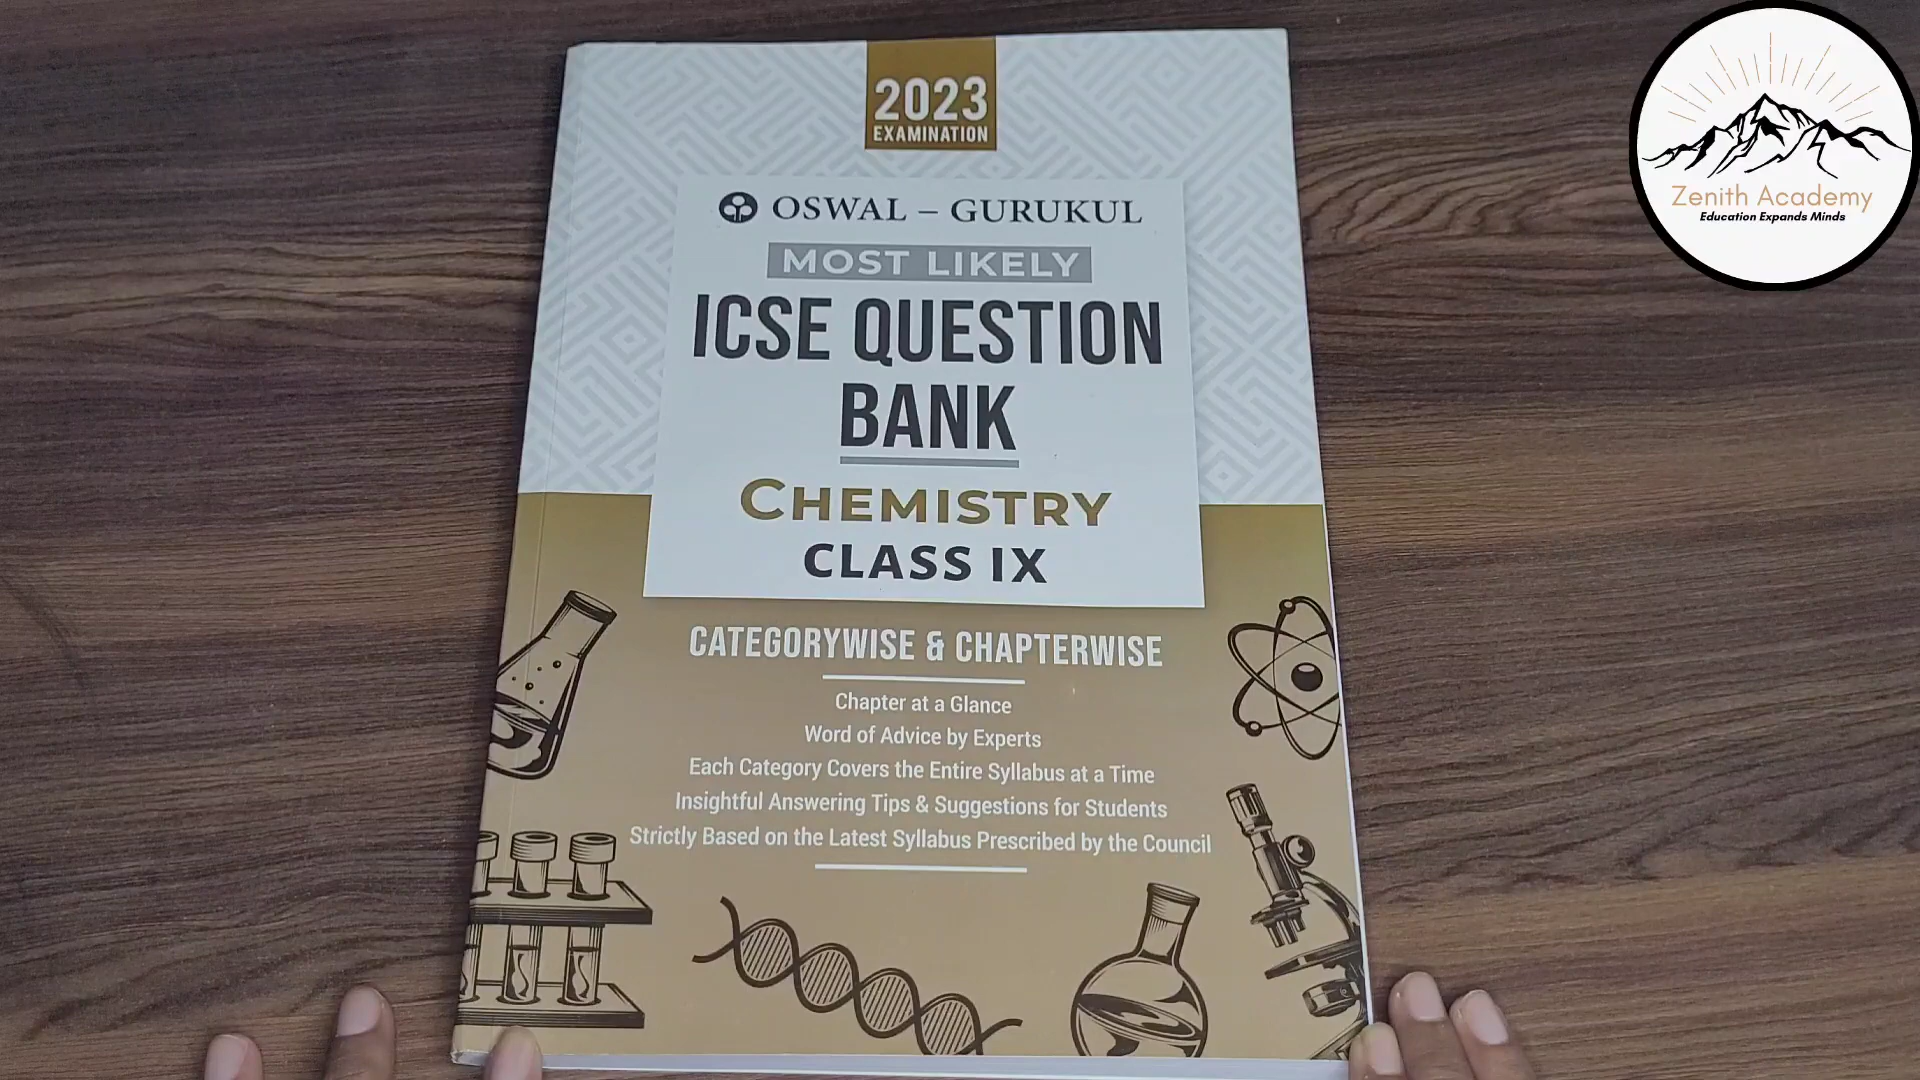 2023
EXAMINATION
OSWAL – GURUKUL
MOST LIKELY
ICSE QUESTION
BANK
CHEMISTRY
CLASS IX
CATEGORYWISE & CHAPTERWISE
Chapter at a Glance
Word of Advice by Experts
Each Category Covers the Entire Syllabus at a Time
Insightful Answering Tips & Suggestions for Students
Strictly Based on the Latest Syllabus Prescribed by the Council
Zenith Academy
Education Expands Minds